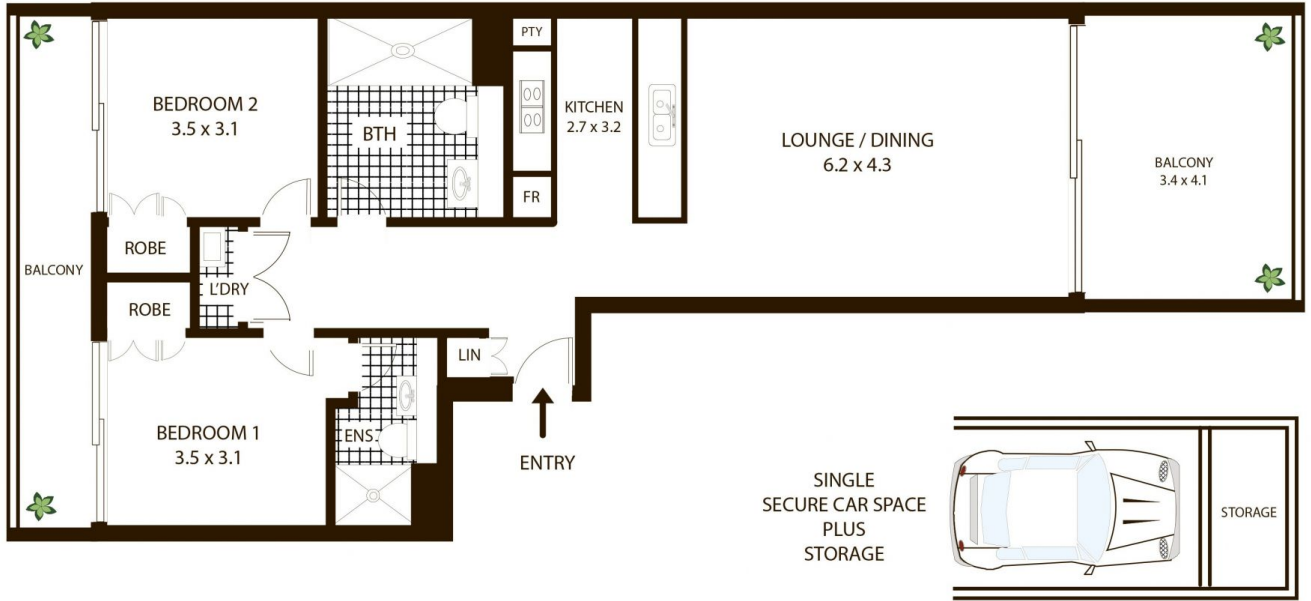 BEDROOM 2
3.5 x 3.1
BTH
PTY
KITCHEN
2.7 x 3.2
FR
LOUNGE / DINING
6.2 x 4.3
BALCONY
3.4 x 4.1
BALCONY
ROBE
L'DRY
ROBE
LIN
BEDROOM 1
3.5 x 3.1
ENS
ENTRY
SINGLE
SECURE CAR SPACE
PLUS
STORAGE
STORAGE